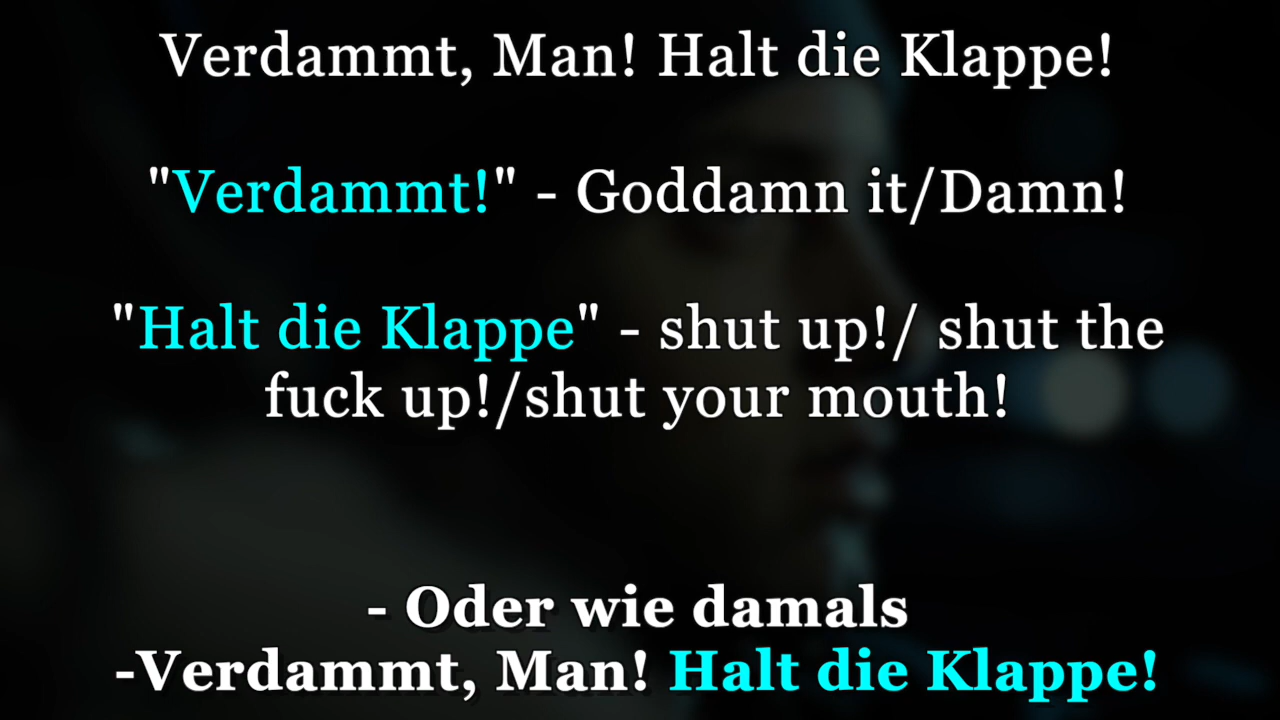 Verdammt, Man! Halt die Klappe!
"Verdammt!" - Goddamn it/Damn!
"Halt die Klappe" - shut up!/ shut the
fuck up!/shut your mouth!
- Oder wie damals
-Verdammt, Man! Halt die Klappe!